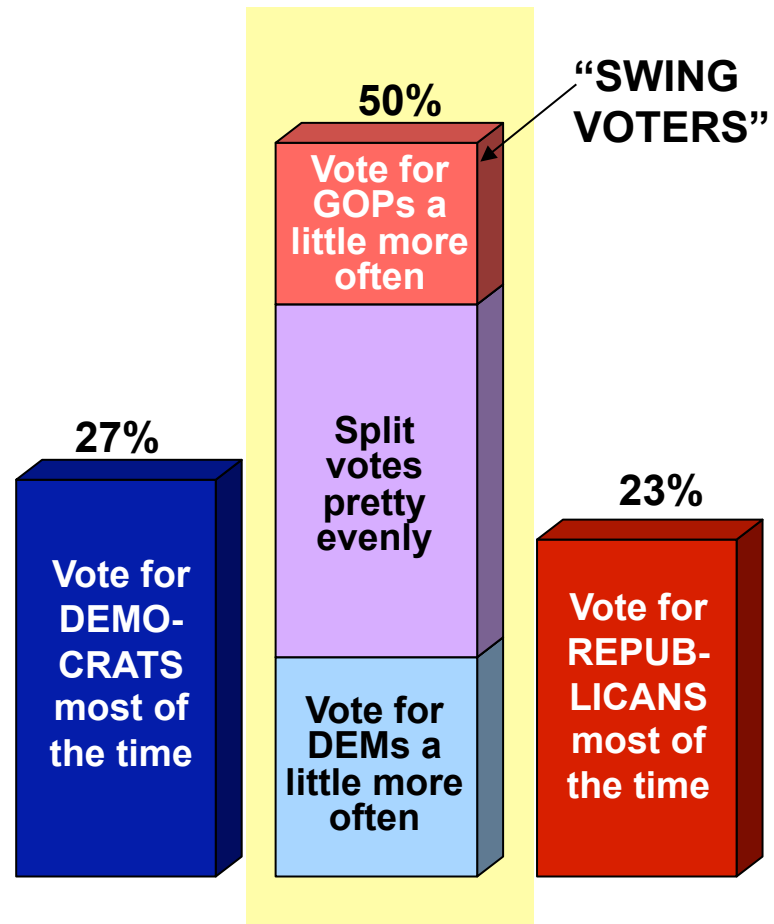 “SWING
VOTERS”
50%
Vote for
GOPs a
little more
often
Split
votes
pretty
evenly
Vote for
DEMs a
little more
often
27%
Vote for
DEMO-
CRATS
most of
the time
23%
Vote for
REPUB-
LICANS
most of
the time